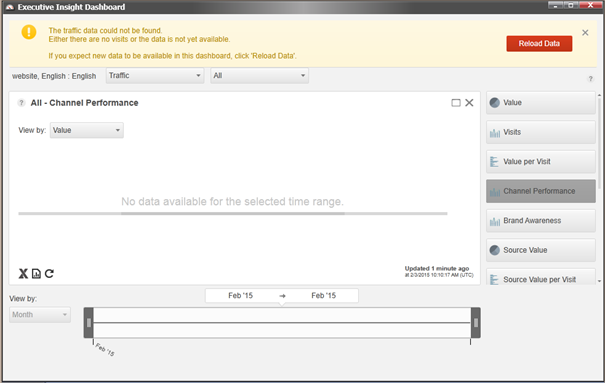 Executive Insight Dashboard
The traffic data could not be found.
Either there are no visits or the data is not yet available.
If you expect new data to be available in this dashboard, click 'Reload Data'.
Reload Data
website, English : English
Traffic
All
?
? All - Channel Performance
View by: Value
No data available for the selected time range.
Updated 1 minute ago
at 2/3/2015 10:10:17 AM (UTC)
Value
Visits
Value per Visit
Channel Performance
Brand Awareness
Source Value
Source Value per Visit
View by:
Month
Feb '15 → Feb '15
Feb '15